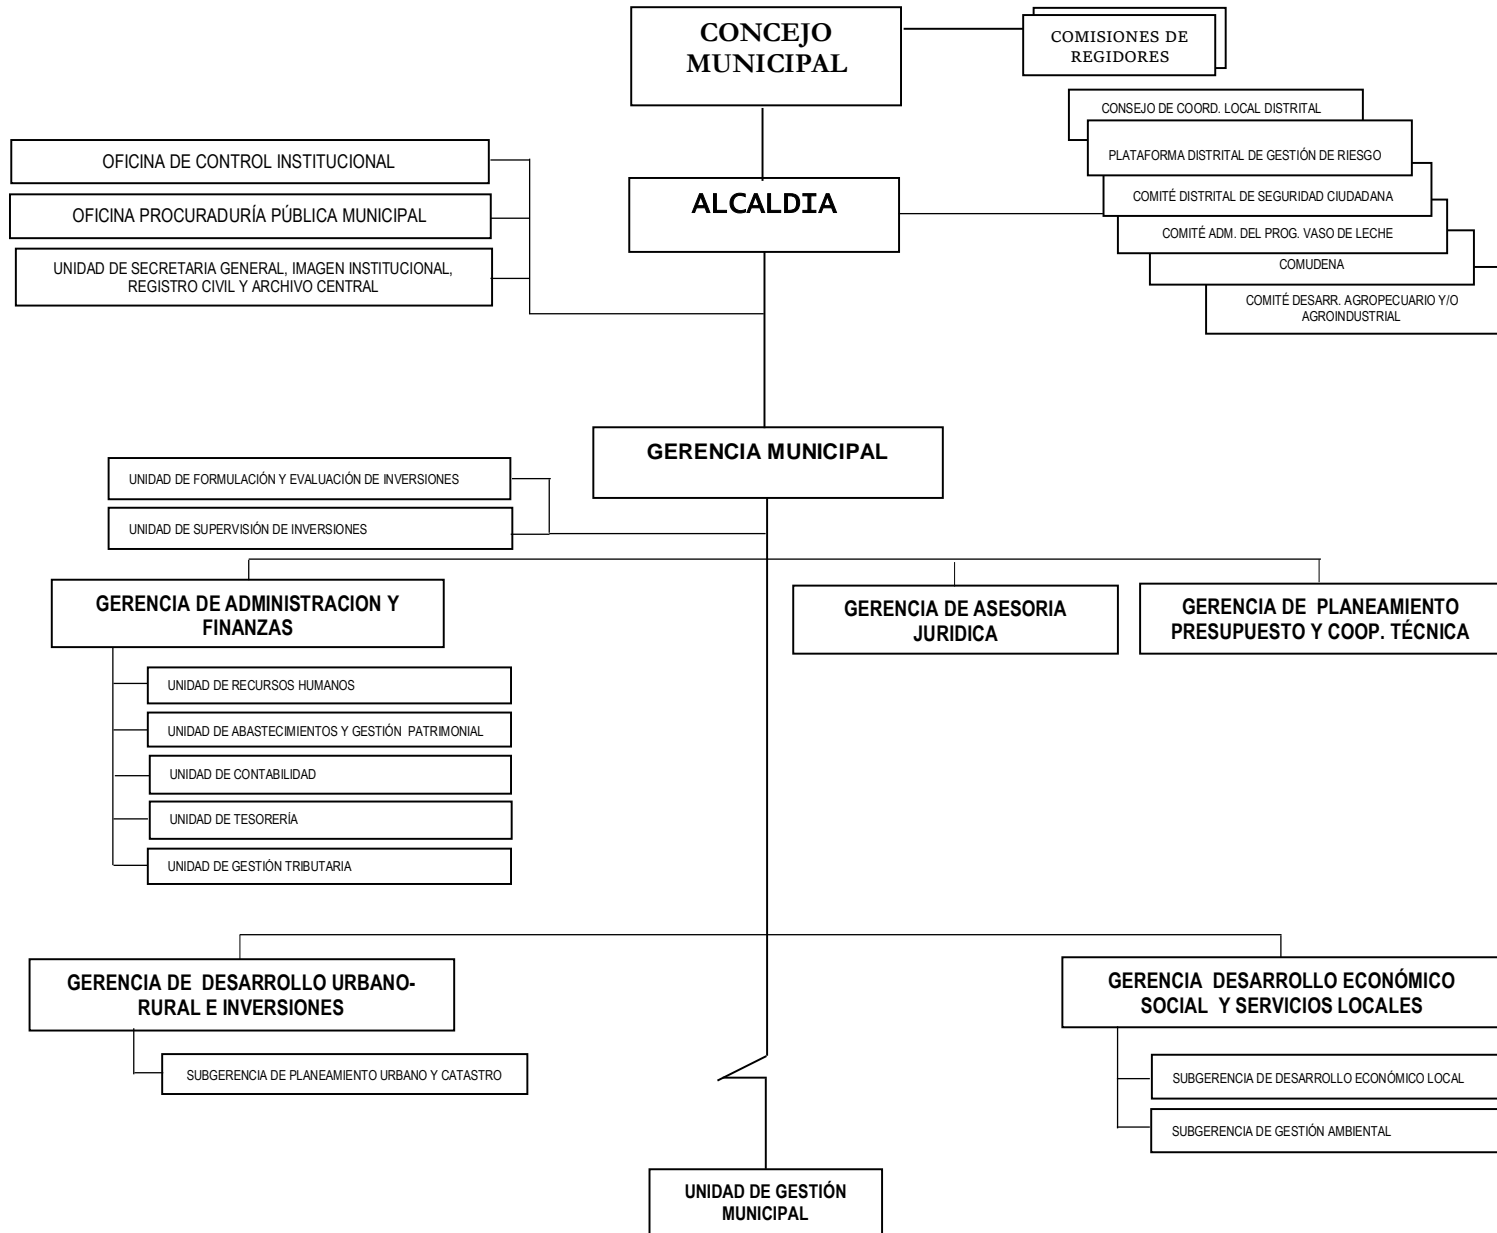 CONCEJO
MUNICIPAL
COMISIONES DE
REGIDORES
CONSEJO DE COORD. LOCAL DISTRITAL
PLATAFORMA DISTRITAL DE GESTIÓN DE RIESGO
COMITÉ DISTRITAL DE SEGURIDAD CIUDADANA
COMITÉ ADM. DEL PROG. VASO DE LECHE
COMUDENA
COMITÉ DESARR. AGROPECUARIO Y/O
AGROINDUSTRIAL
OFICINA DE CONTROL INSTITUCIONAL
OFICINA PROCURADURÍA PÚBLICA MUNICIPAL
UNIDAD DE SECRETARIA GENERAL, IMAGEN INSTITUCIONAL,
REGISTRO CIVIL Y ARCHIVO CENTRAL
ALCALDIA
GERENCIA MUNICIPAL
UNIDAD DE FORMULACIÓN Y EVALUACIÓN DE INVERSIONES
UNIDAD DE SUPERVISIÓN DE INVERSIONES
GERENCIA DE ADMINISTRACION Y
FINANZAS
GERENCIA DE ASESORIA
JURIDICA
GERENCIA DE PLANEAMIENTO
PRESUPUESTO Y COOP. TÉCNICA
UNIDAD DE RECURSOS HUMANOS
UNIDAD DE ABASTECIMIENTOS Y GESTIÓN PATRIMONIAL
UNIDAD DE CONTABILIDAD
UNIDAD DE TESORERÍA
UNIDAD DE GESTIÓN TRIBUTARIA
GERENCIA DE DESARROLLO URBANO-
RURAL E INVERSIONES
SUBGERENCIA DE PLANEAMIENTO URBANO Y CATASTRO
GERENCIA DESARROLLO ECONÓMICO
SOCIAL Y SERVICIOS LOCALES
SUBGERENCIA DE DESARROLLO ECONÓMICO LOCAL
SUBGERENCIA DE GESTIÓN AMBIENTAL
UNIDAD DE GESTIÓN
MUNICIPAL